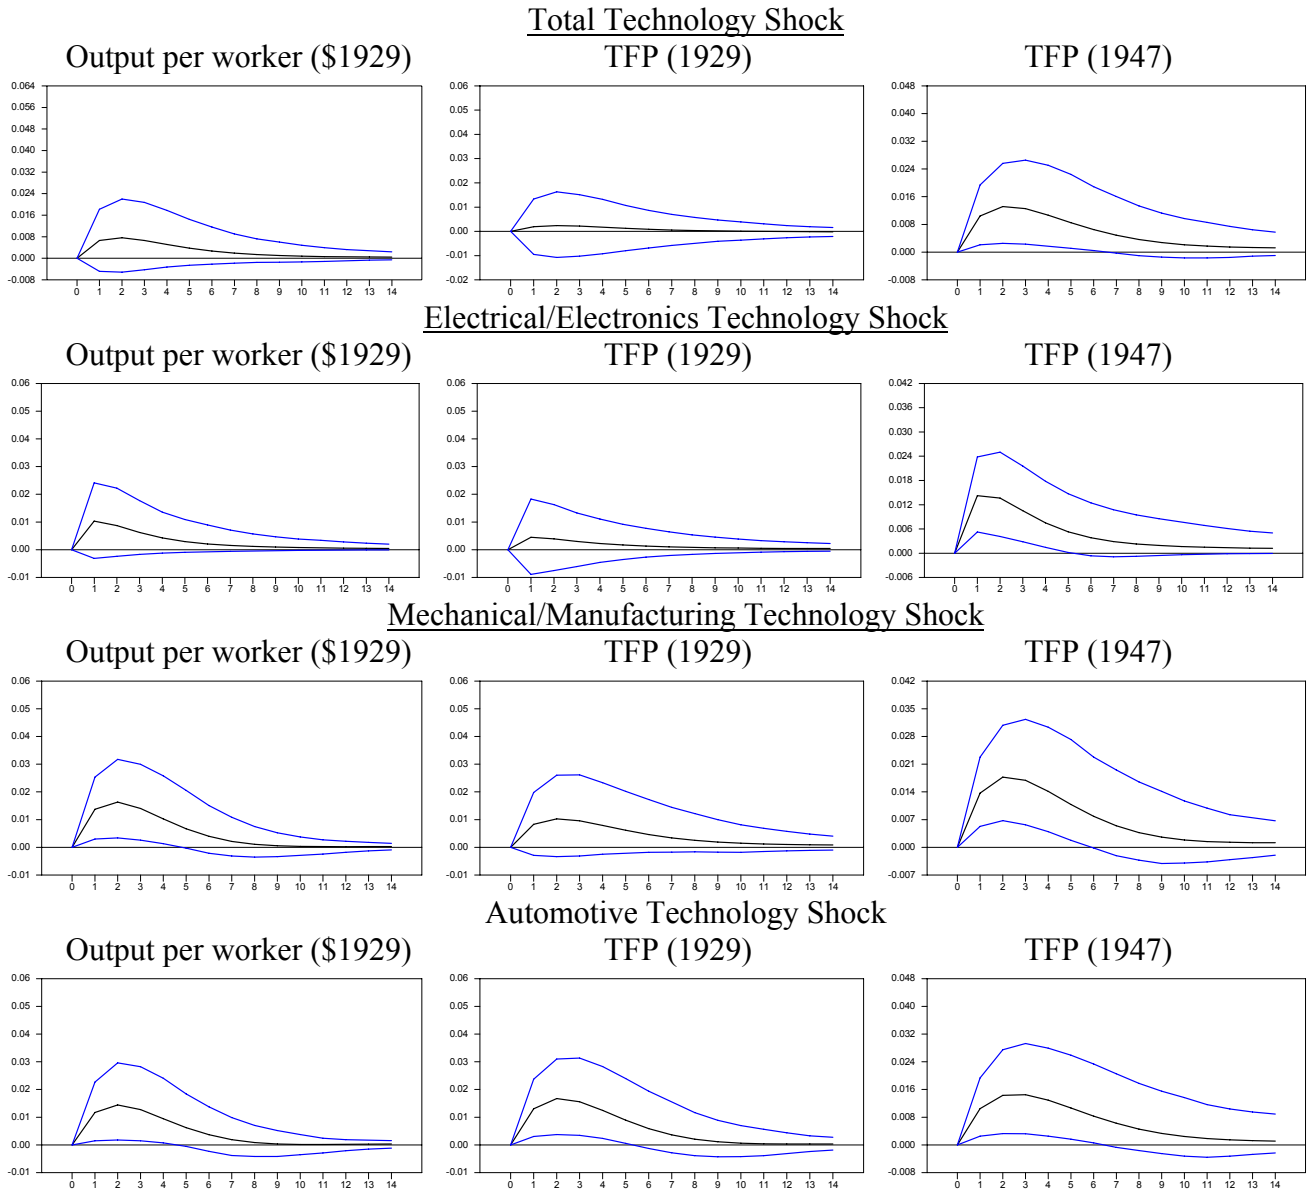 Total Technology Shock
Output per worker ($1929) TFP (1929) TFP (1947)
0.064 0.06 0.048
0.056 0.05 0.040
0.048 0.04 0.032
0.040 0.03 0.024
0.032 0.02 0.016
0.024 0.01 0.008
0.016 0.00 0.000
0.008 -0.01 -0.008
0.000 -0.02
-0.008
0 1 2 3 4 5 6 7 8 9 10 11 12 13 14 0 1 2 3 4 5 6 7 8 9 10 11 12 13 14 0 1 2 3 4 5 6 7 8 9 10 11 12 13 14
Electrical/Electronics Technology Shock
Output per worker ($1929) TFP (1929) TFP (1947)
0.06 0.06 0.042
0.05 0.05 0.036
0.04 0.04 0.030
0.03 0.03 0.024
0.02 0.02 0.018
0.01 0.01 0.012
0.00 0.00 0.006
-0.01 -0.01 0.000
-0.006
0 1 2 3 4 5 6 7 8 9 10 11 12 13 14 0 1 2 3 4 5 6 7 8 9 10 11 12 13 14 0 1 2 3 4 5 6 7 8 9 10 11 12 13 14
Mechanical/Manufacturing Technology Shock
Output per worker ($1929) TFP (1929) TFP (1947)
0.06 0.06 0.042
0.05 0.05 0.035
0.04 0.04 0.028
0.03 0.03 0.021
0.02 0.02 0.014
0.01 0.01 0.007
0.00 0.00 0.000
-0.01 -0.01 -0.007
0 1 2 3 4 5 6 7 8 9 10 11 12 13 14 0 1 2 3 4 5 6 7 8 9 10 11 12 13 14 0 1 2 3 4 5 6 7 8 9 10 11 12 13 14
Automotive Technology Shock
Output per worker ($1929) TFP (1929) TFP (1947)
0.06 0.06 0.048
0.05 0.05 0.040
0.04 0.04 0.032
0.03 0.03 0.024
0.02 0.02 0.016
0.01 0.01 0.008
0.00 0.00 0.000
-0.01 -0.01 -0.008
0 1 2 3 4 5 6 7 8 9 10 11 12 13 14 0 1 2 3 4 5 6 7 8 9 10 11 12 13 14 0 1 2 3 4 5 6 7 8 9 10 11 12 13 14